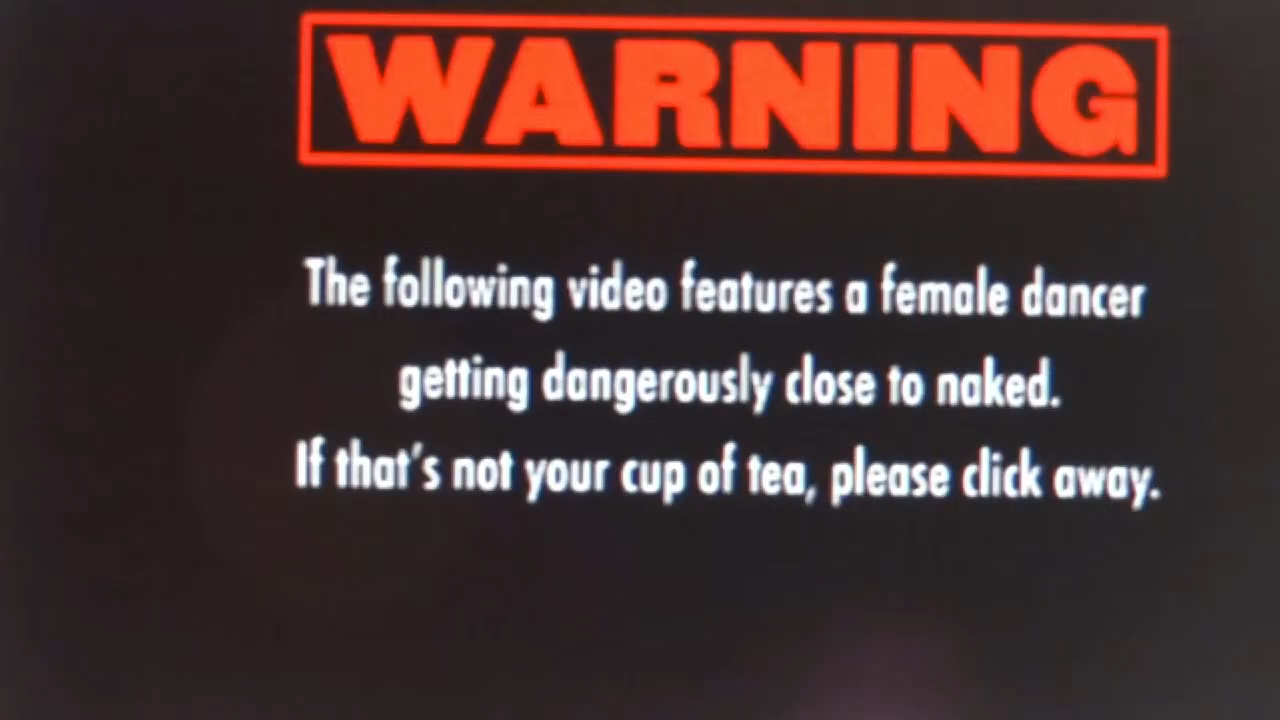 WARNING
The following video features a female dancer
getting dangerously close to naked.
If that's not your cup of tea, please click away.